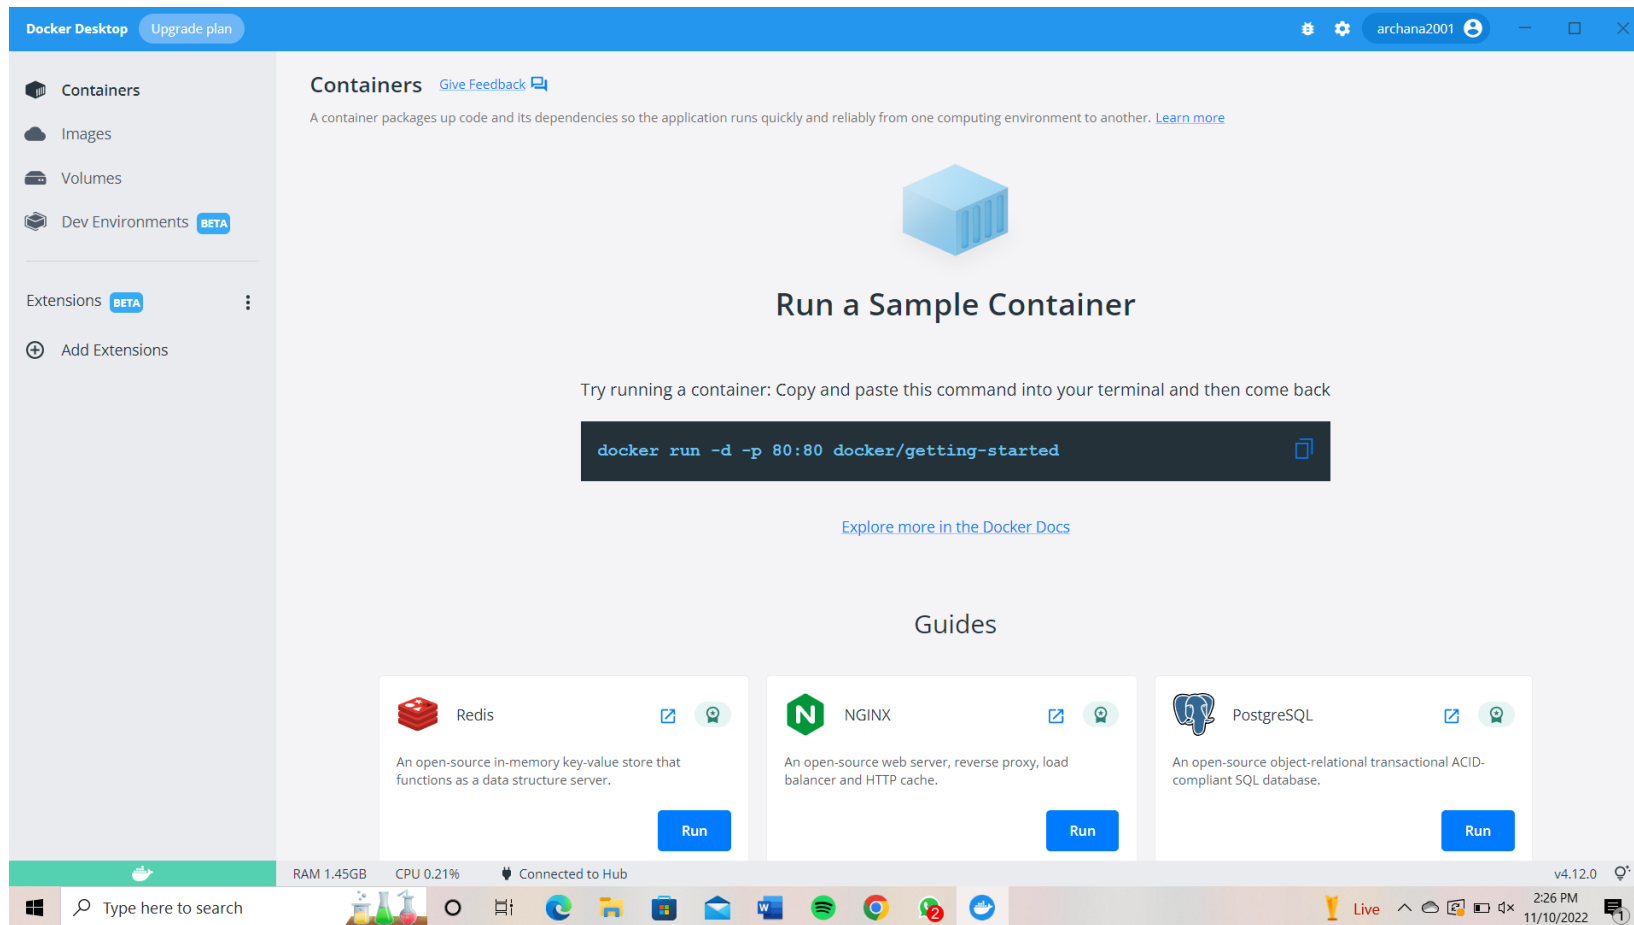 Docker Desktop
Upgrade plan
archana2001
Containers
Images
Volumes
Dev Environments BETA
Extensions BETA
Add Extensions
Containers Give Feedback
A container packages up code and its dependencies so the application runs quickly and reliably from one computing environment to another. Learn more
Run a Sample Container
Try running a container: Copy and paste this command into your terminal and then come back
docker run -d -p 80:80 docker/getting-started
Explore more in the Docker Docs
Guides
Redis
An open-source in-memory key-value store that
functions as a data structure server.
Run
NGINX
An open-source web server, reverse proxy, load
balancer and HTTP cache.
Run
PostgreSQL
An open-source object-relational transactional ACID-
compliant SQL database.
Run
RAM 1.45GB CPU 0.21% Connected to Hub
v4.12.0
Type here to search
W
2
Live
2:26 PM
11/10/2022
1